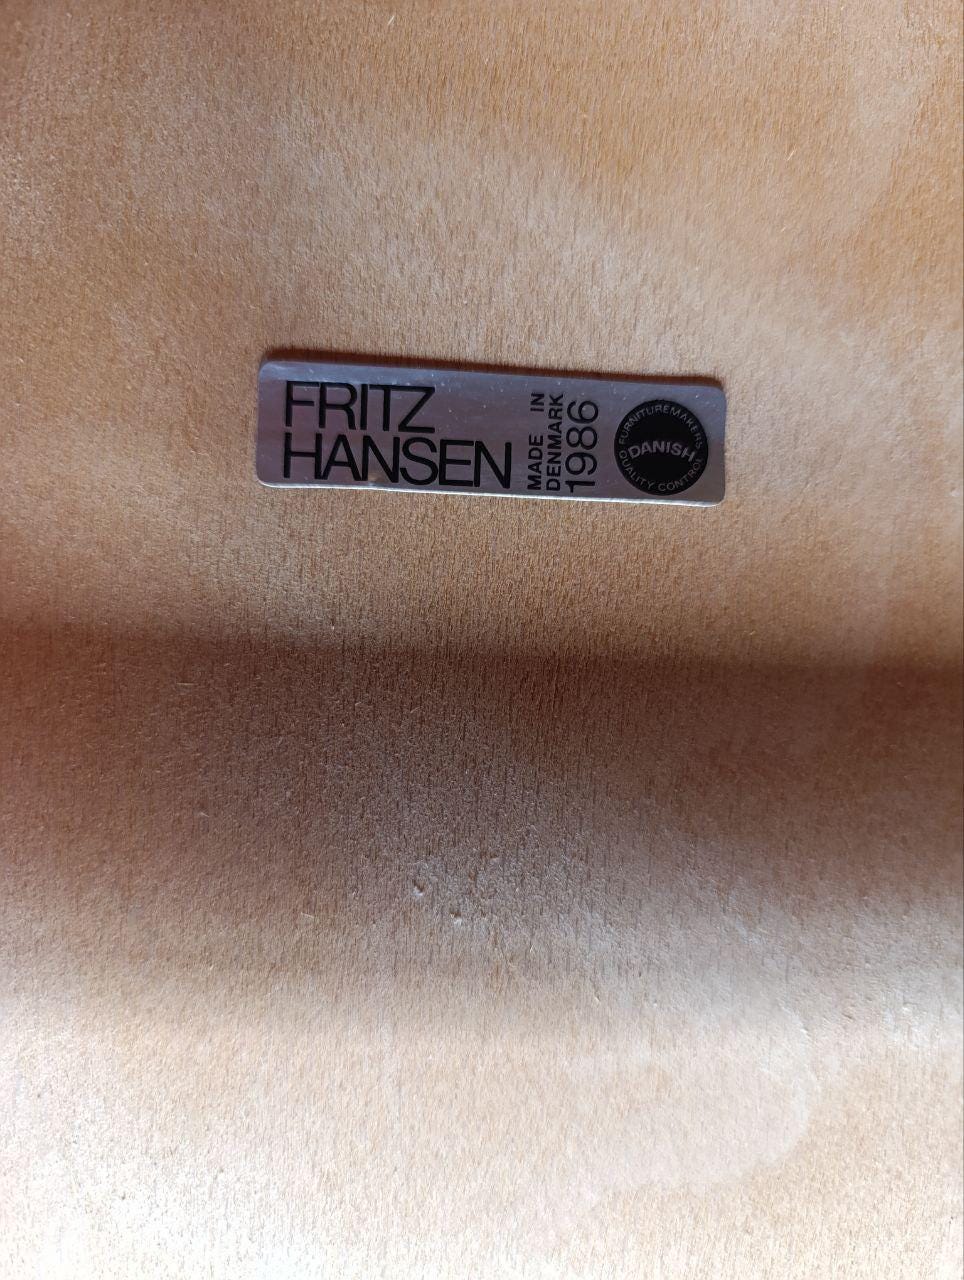 FRITZ
HANSEN
MADE IN
DENMARK
1986
FURNITUREMAKERS
DANISH
QUALITY CONTROL